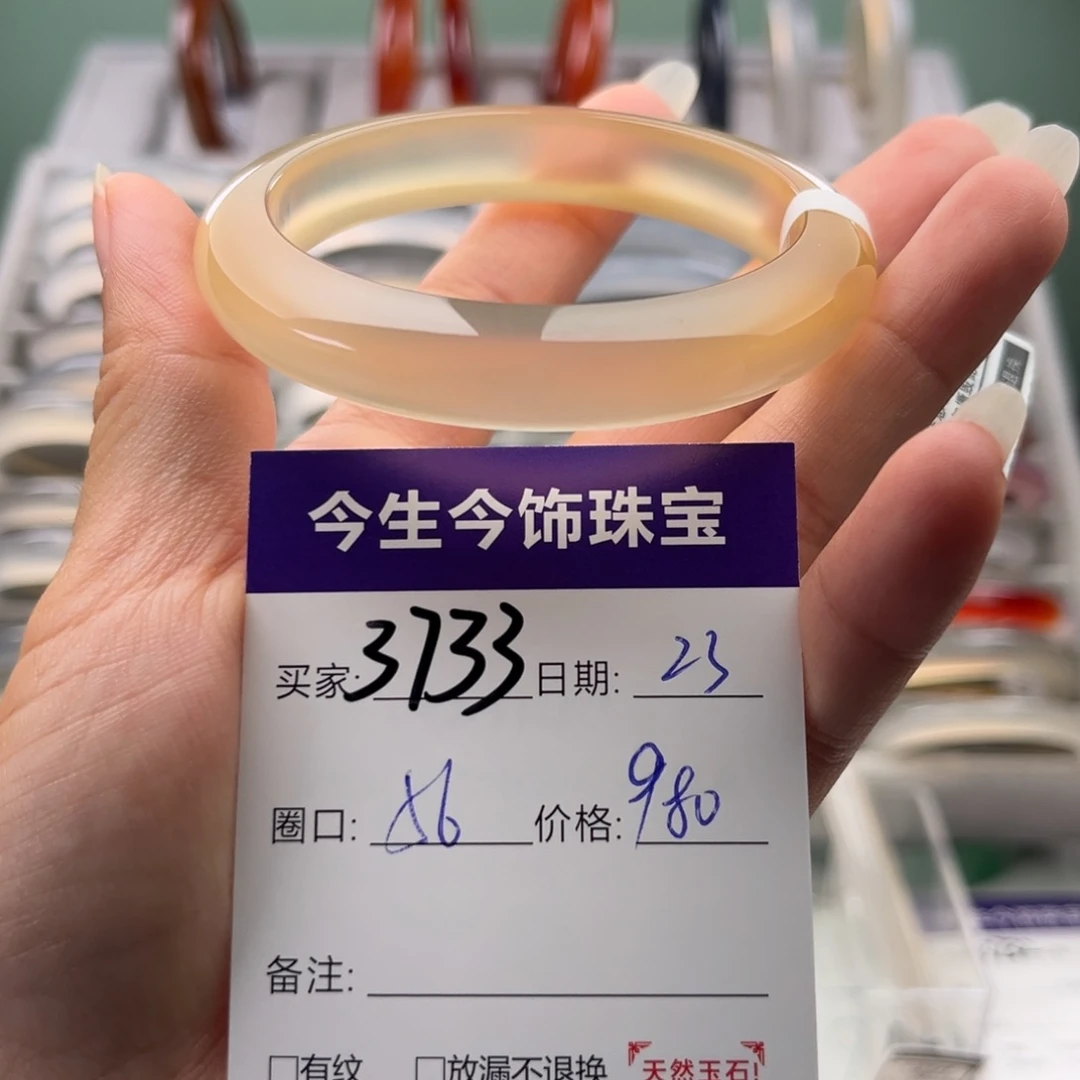 今生今饰珠宝
买家: 3733 日期: 23
圈口: 56 价格: 980
备注:
□有纹 □放漏不退换 天然玉石!